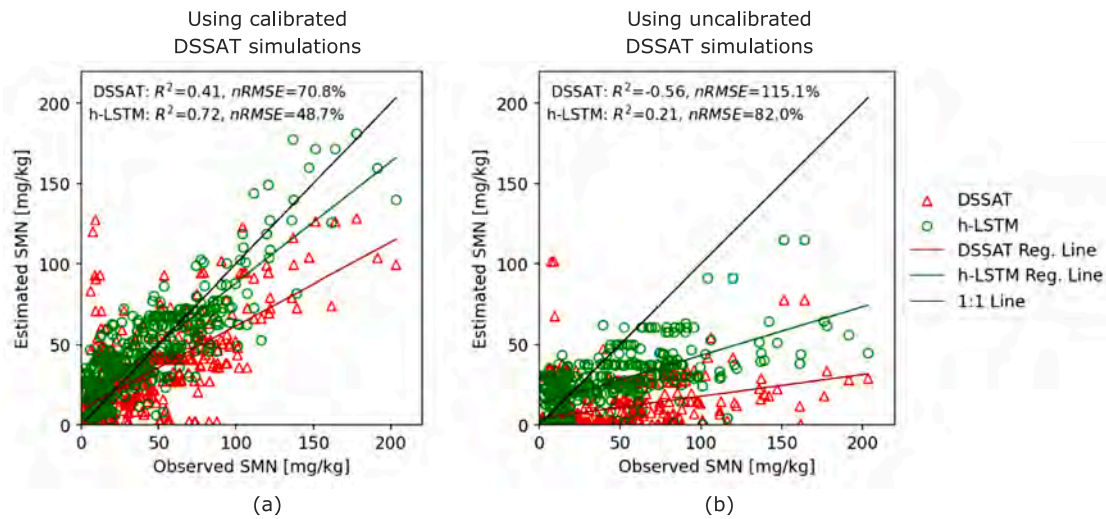 Using calibrated
DSSAT simulations
DSSAT: R²=0.41, nRMSE=70.8%
h-LSTM: R²=0.72, nRMSE=48.7%
200
150
100
50
0
Estimated SMN [mg/kg]
0 50 100 150 200
Observed SMN [mg/kg]
(a)
Using uncalibrated
DSSAT simulations
DSSAT: R²=-0.56, nRMSE=115.1%
h-LSTM: R²=0.21, nRMSE=82.0%
200
150
100
50
0
Estimated SMN [mg/kg]
0 50 100 150 200
Observed SMN [mg/kg]
(b)
DSSAT
h-LSTM
DSSAT Reg. Line
h-LSTM Reg. Line
1:1 Line